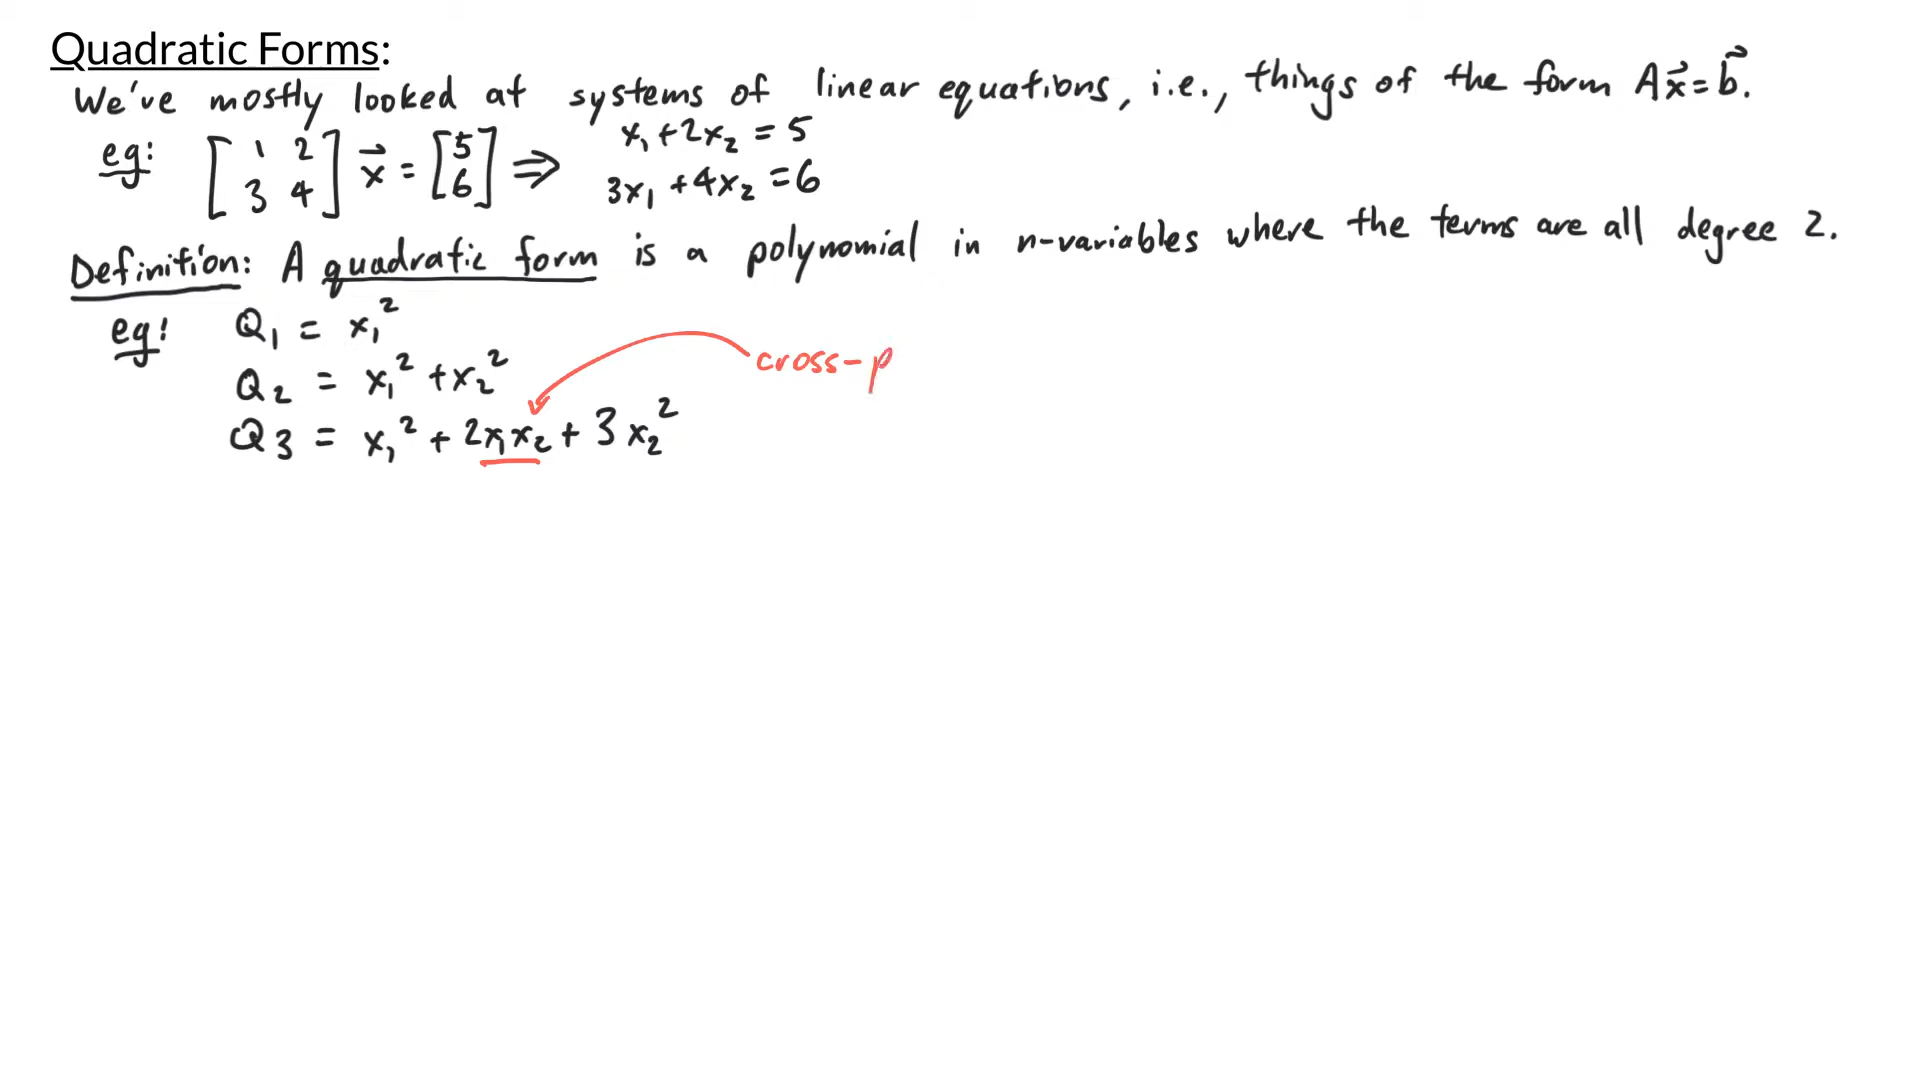 Quadratic Forms:
We've mostly looked at systems of linear equations, i.e., things of the form Ax⃗=b⃗.
eg: [1 2; 3 4] x⃗ = [5; 6] ⇒ x₁+2x₂=5
3x₁+4x₂=6
Definition: A quadratic form is a polynomial in n-variables where the terms are all degree 2.
eg: Q₁ = x₁²
Q₂ = x₁²+x₂²
cross-p
Q₃ = x₁²+2x₁x₂+3x₂²